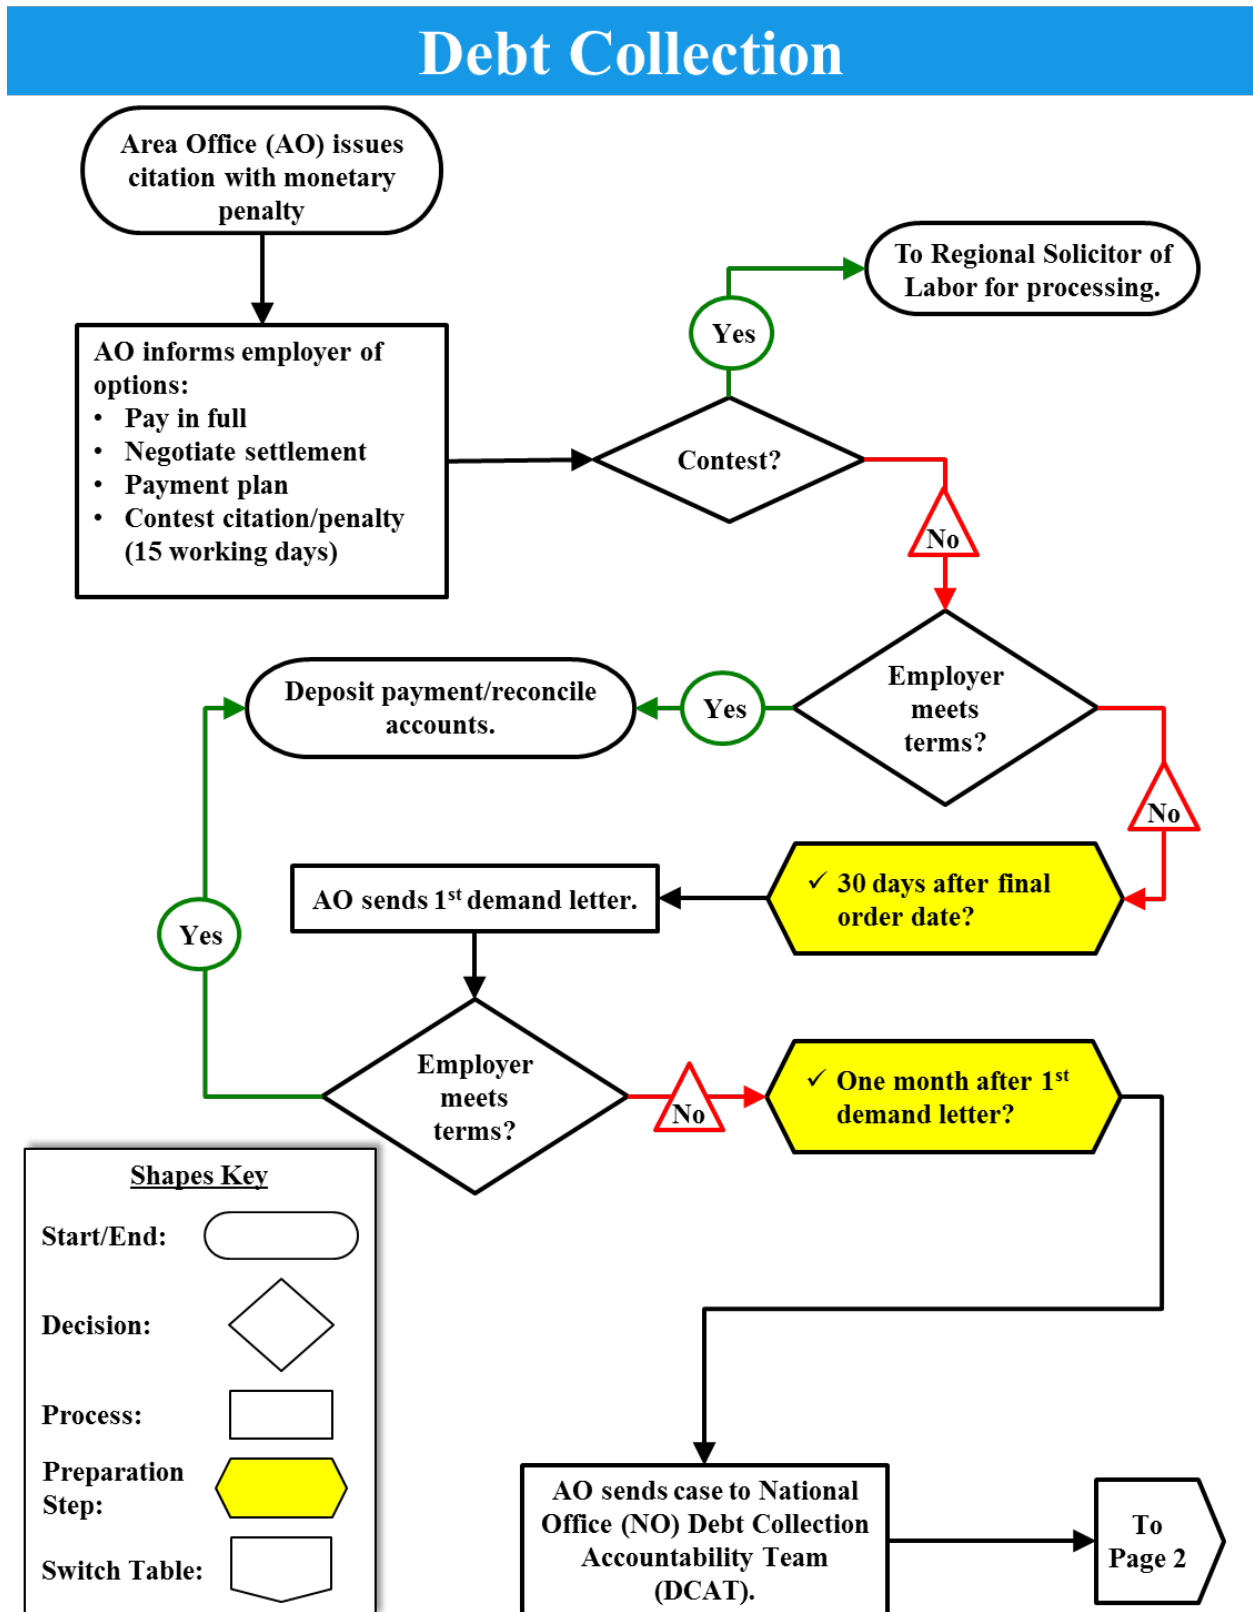 Debt Collection
Area Office (AO) issues
citation with monetary
penalty
To Regional Solicitor of
Labor for processing.
Yes
AO informs employer of
options:
• Pay in full
• Negotiate settlement
• Payment plan
• Contest citation/penalty
(15 working days)
Contest?
No
Employer
meets
terms?
Yes
Deposit payment/reconcile
accounts.
No
✓ 30 days after final
order date?
AO sends 1st demand letter.
Yes
Employer
meets
terms?
No
✓ One month after 1st
demand letter?
Shapes Key
Start/End:
Decision:
Process:
Preparation
Step:
Switch Table:
AO sends case to National
Office (NO) Debt Collection
Accountability Team
(DCAT).
To
Page 2